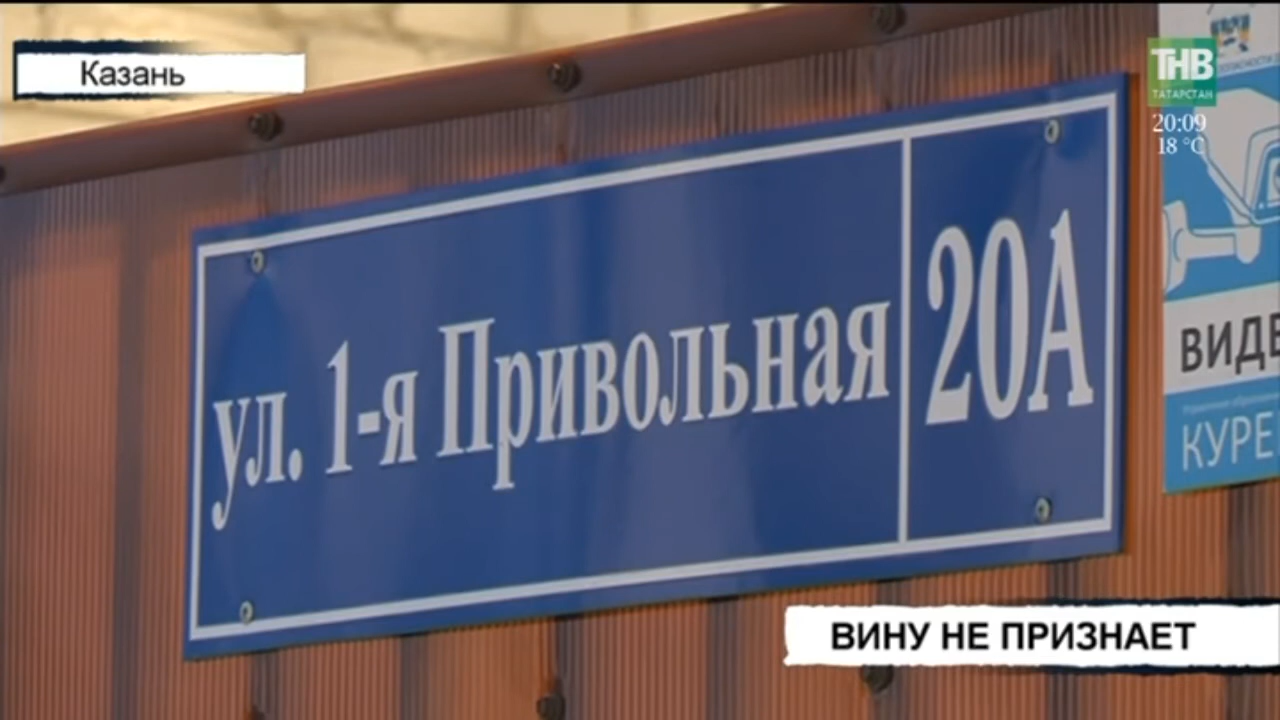 Казань
ТНВ
ТАТАРСТАН
20:09
18 °C
ул. 1-я Привольная
20А
ВИДЕ
КУРЕ
ВИНУ НЕ ПРИЗНАЕТ